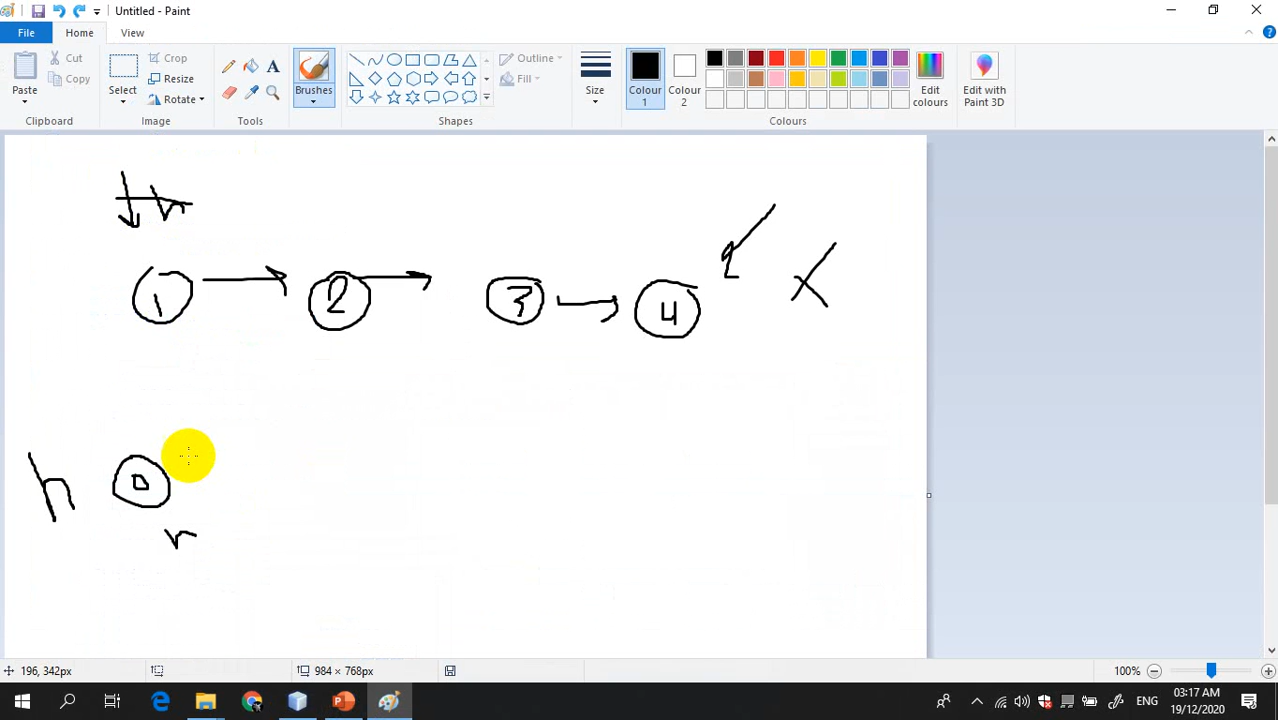 Untitled - Paint
File Home View
Paste
Cut
Copy
Clipboard
Select
Crop
Resize
Rotate
Image
A
Tools
Brushes
Outline
Fill
Shapes
Size
Colour 1
Colour 2
Edit colours
Colours
Edit with Paint 3D
1 2 3 4
h
196, 342px
984 × 768px
100%
ENG
03:17 AM
19/12/2020